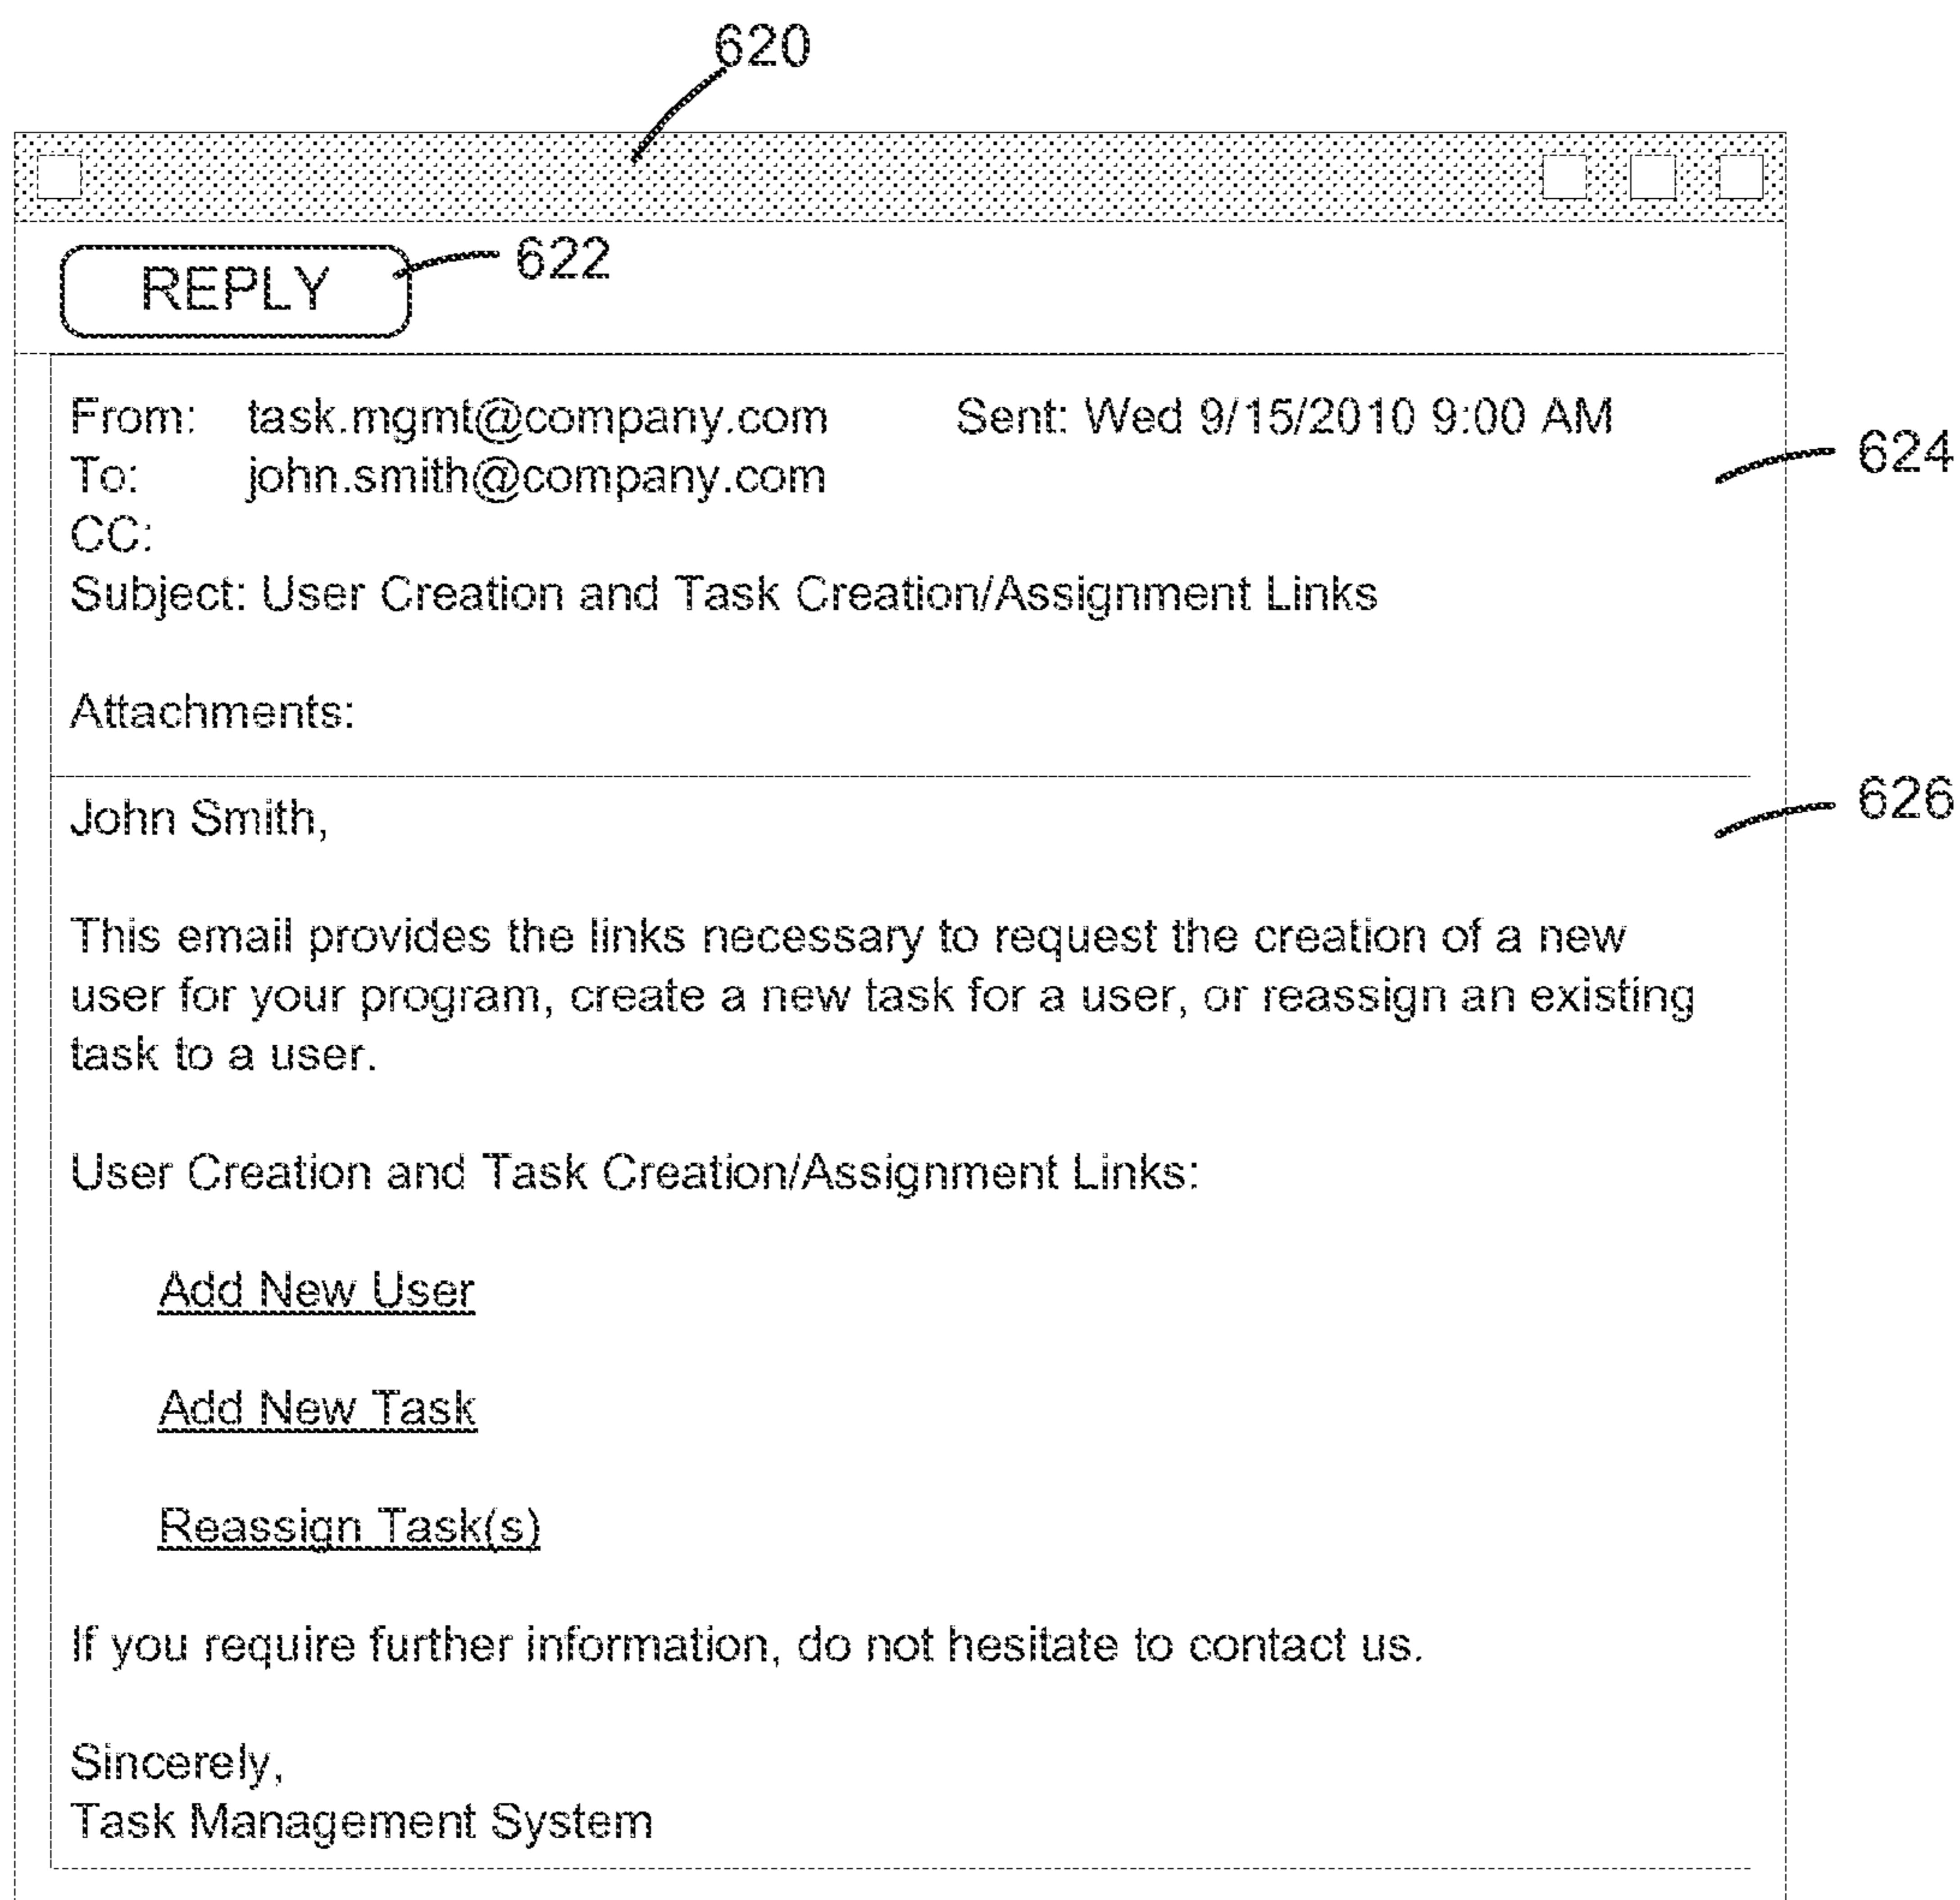 620
REPLY 622
From: task.mgmt@company.com Sent: Wed 9/15/2010 9:00 AM
624
To: john.smith@company.com
CC:
Subject: User Creation and Task Creation/Assignment Links
Attachments:
626
John Smith,
This email provides the links necessary to request the creation of a new
user for your program, create a new task for a user, or reassign an existing
task to a user.
User Creation and Task Creation/Assignment Links:
Add New User
Add New Task
Reassign Task(s)
If you require further information, do not hesitate to contact us.
Sincerely,
Task Management System